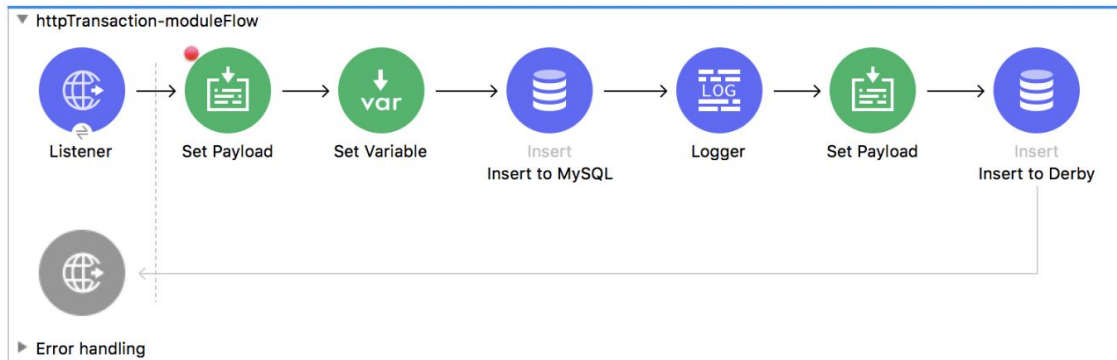 httpTransaction-moduleFlow
var
LOG
Listener
Set Payload
Set Variable
Insert
Insert to MySQL
Logger
Set Payload
Insert
Insert to Derby
Error handling